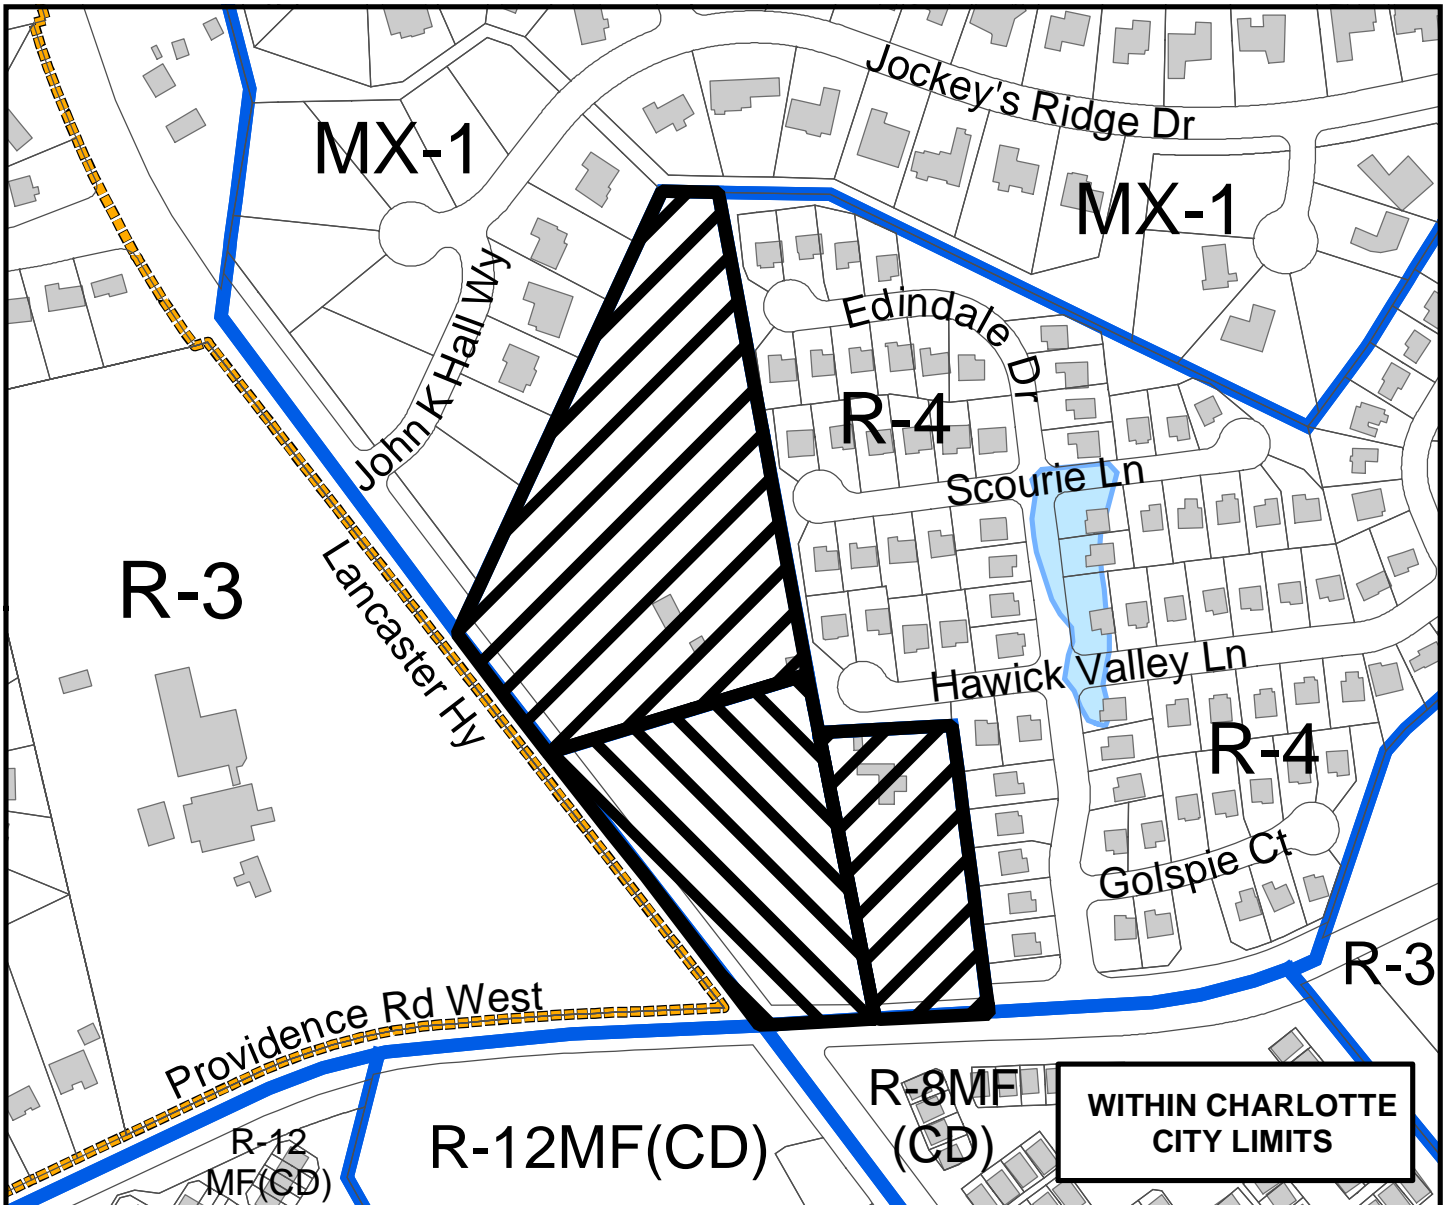 Jockey's Ridge Dr
MX-1
MX-1
John K Hall Wy
Edindale Dr
R-4
Scourie Ln
R-3
Lancaster Hy
Hawick Valley Ln
R-4
Golspie Ct
R-3
Providence Rd West
R-8MF
(CD)
WITHIN CHARLOTTE
CITY LIMITS
R-12
MF(CD)
R-12MF(CD)